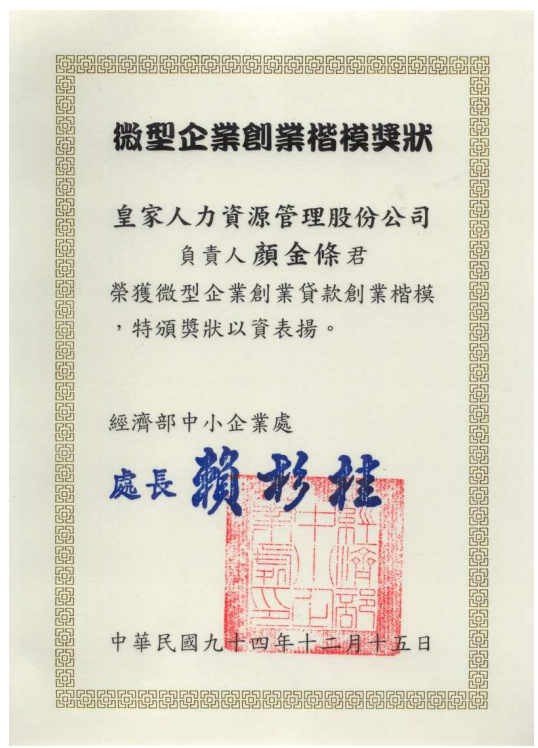 微型企業創業楷模獎狀
皇家人力資源管理股份公司
負責人顏金條君
榮獲微型企業創業貸款創業楷模
，特頒獎狀以資表揚。
經濟部中小企業處
處長 賴杉桂
中華民國九十四年十二月十五日